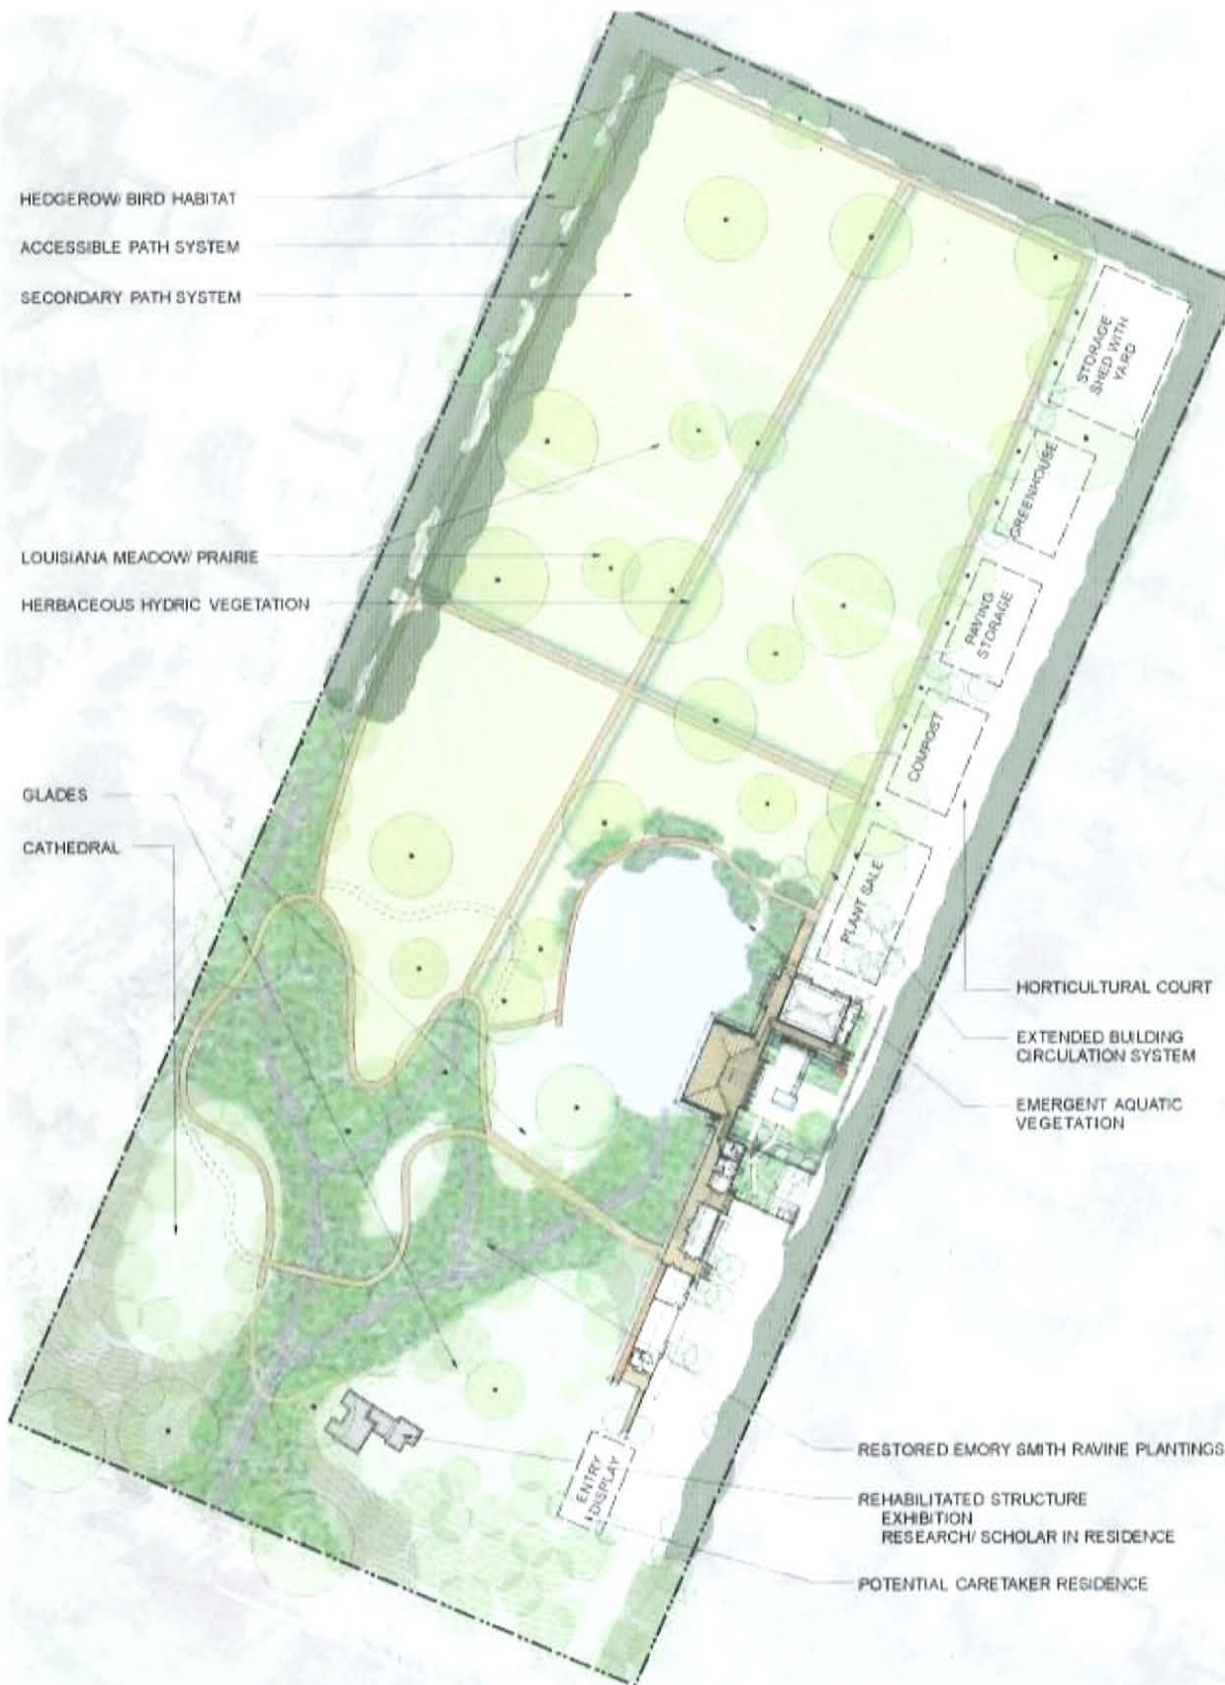 HEDGEROW/ BIRD HABITAT
ACCESSIBLE PATH SYSTEM
SECONDARY PATH SYSTEM
STORAGE
SHED WITH
YARD
GREENHOUSE
LOUISIANA MEADOW/ PRAIRIE
HERBACEOUS HYDRIC VEGETATION
PAVING
STORAGE
COMPOST
GLADES
CATHEDRAL
PLANT SALE
HORTICULTURAL COURT
EXTENDED BUILDING
CIRCULATION SYSTEM
EMERGENT AQUATIC
VEGETATION
RESTORED EMORY SMITH RAVINE PLANTINGS
ENTRY
DISPLAY
REHABILITATED STRUCTURE
EXHIBITION
RESEARCH/ SCHOLAR IN RESIDENCE
POTENTIAL CARETAKER RESIDENCE